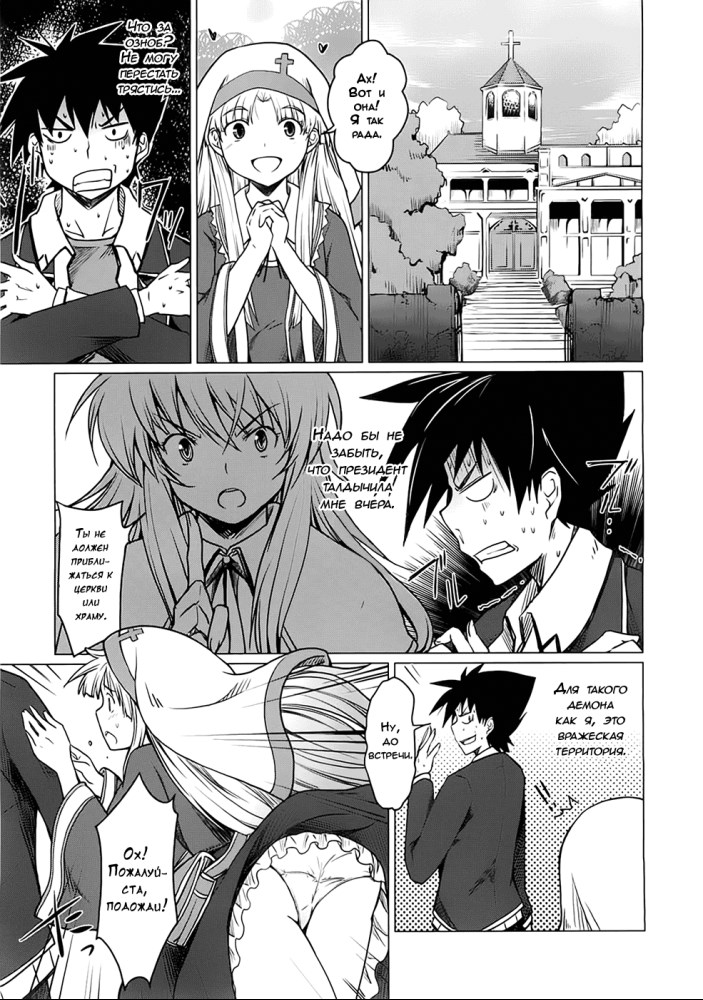 Ах!
Вот и
она!
Я так
рада.
Что за
озноб?
Не могу
перестать
трястись...
Надо бы не
забыть,
что президент
талдычила
мне вчера.
Ты не
должен
прибли-
жаться к
церкви
или
храму.
Для такого
демона
как я, это
вражеская
территория.
Ну,
до
встречи.
Ох!
Пожалуй-
ста,
подожди!